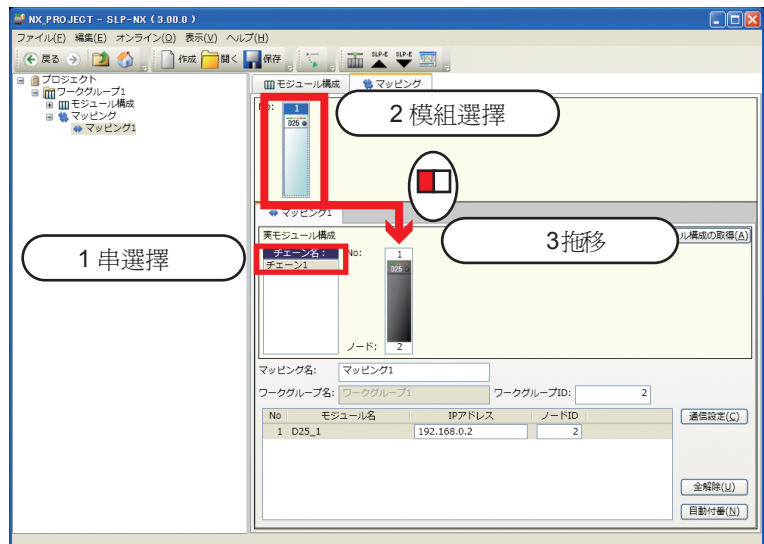 NX_PROJECT - SLP-NX ( 3.00.0 )
ファイル(F) 編集(E) オンライン(O) 表示(V) ヘルプ(H)
戻る 作成 開く 保存 SLP-E SLP-E
プロジェクト
ワークグループ1
モジュール構成
マッピング
マッピング1
モジュール構成 マッピング
No: 1
D25
2 模組選擇
マッピング1
実モジュール構成
ル構成の取得(A)
1 串選擇
3拖移
チェーン名:
チェーン1
No: 1
D25
ノード: 2
マッピング名: マッピング1
ワークグループ名: ワークグループ1 ワークグループID: 2
No モジュール名 IPアドレス ノードID
1 D25_1 192.168.0.2 2
通信設定(C)
全解除(U)
自動付番(N)